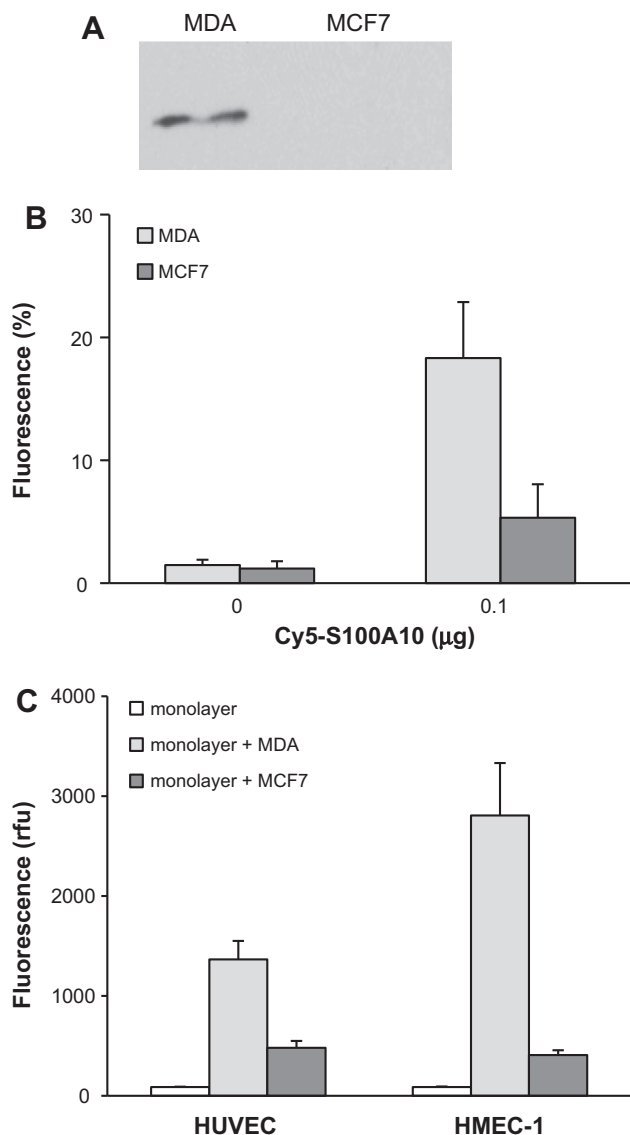 A
MDA MCF7
B
30
20
10
0
Fluorescence (%)
MDA
MCF7
0 0.1
Cy5-S100A10 (μg)
C
4000
3000
2000
1000
0
Fluorescence (rfu)
monolayer
monolayer + MDA
monolayer + MCF7
HUVEC HMEC-1